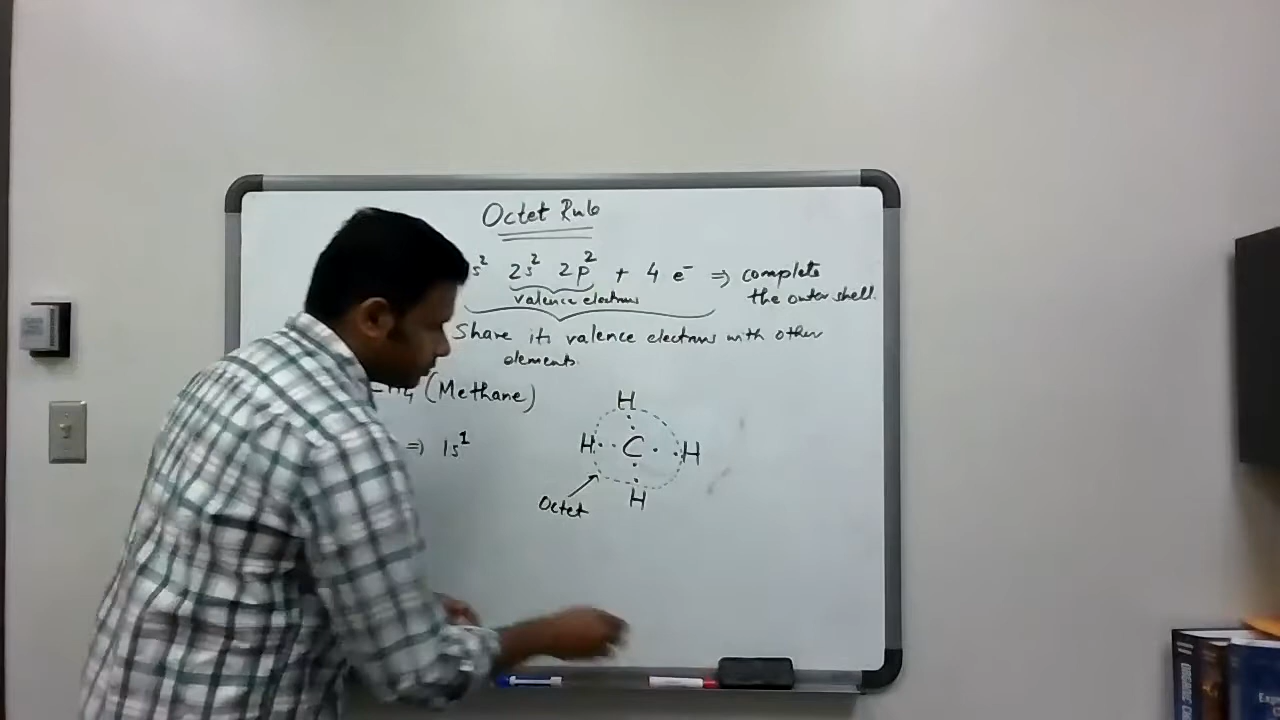 Octet Rule
s² 2s² 2p² + 4 e⁻ ⇒ complete
the outer shell.
valence electrons
Share its valence electrons with other
elements.
CH₄ (Methane)
H
⇒ 1s¹
H · · C · · H
H
Octet
ORGANIC